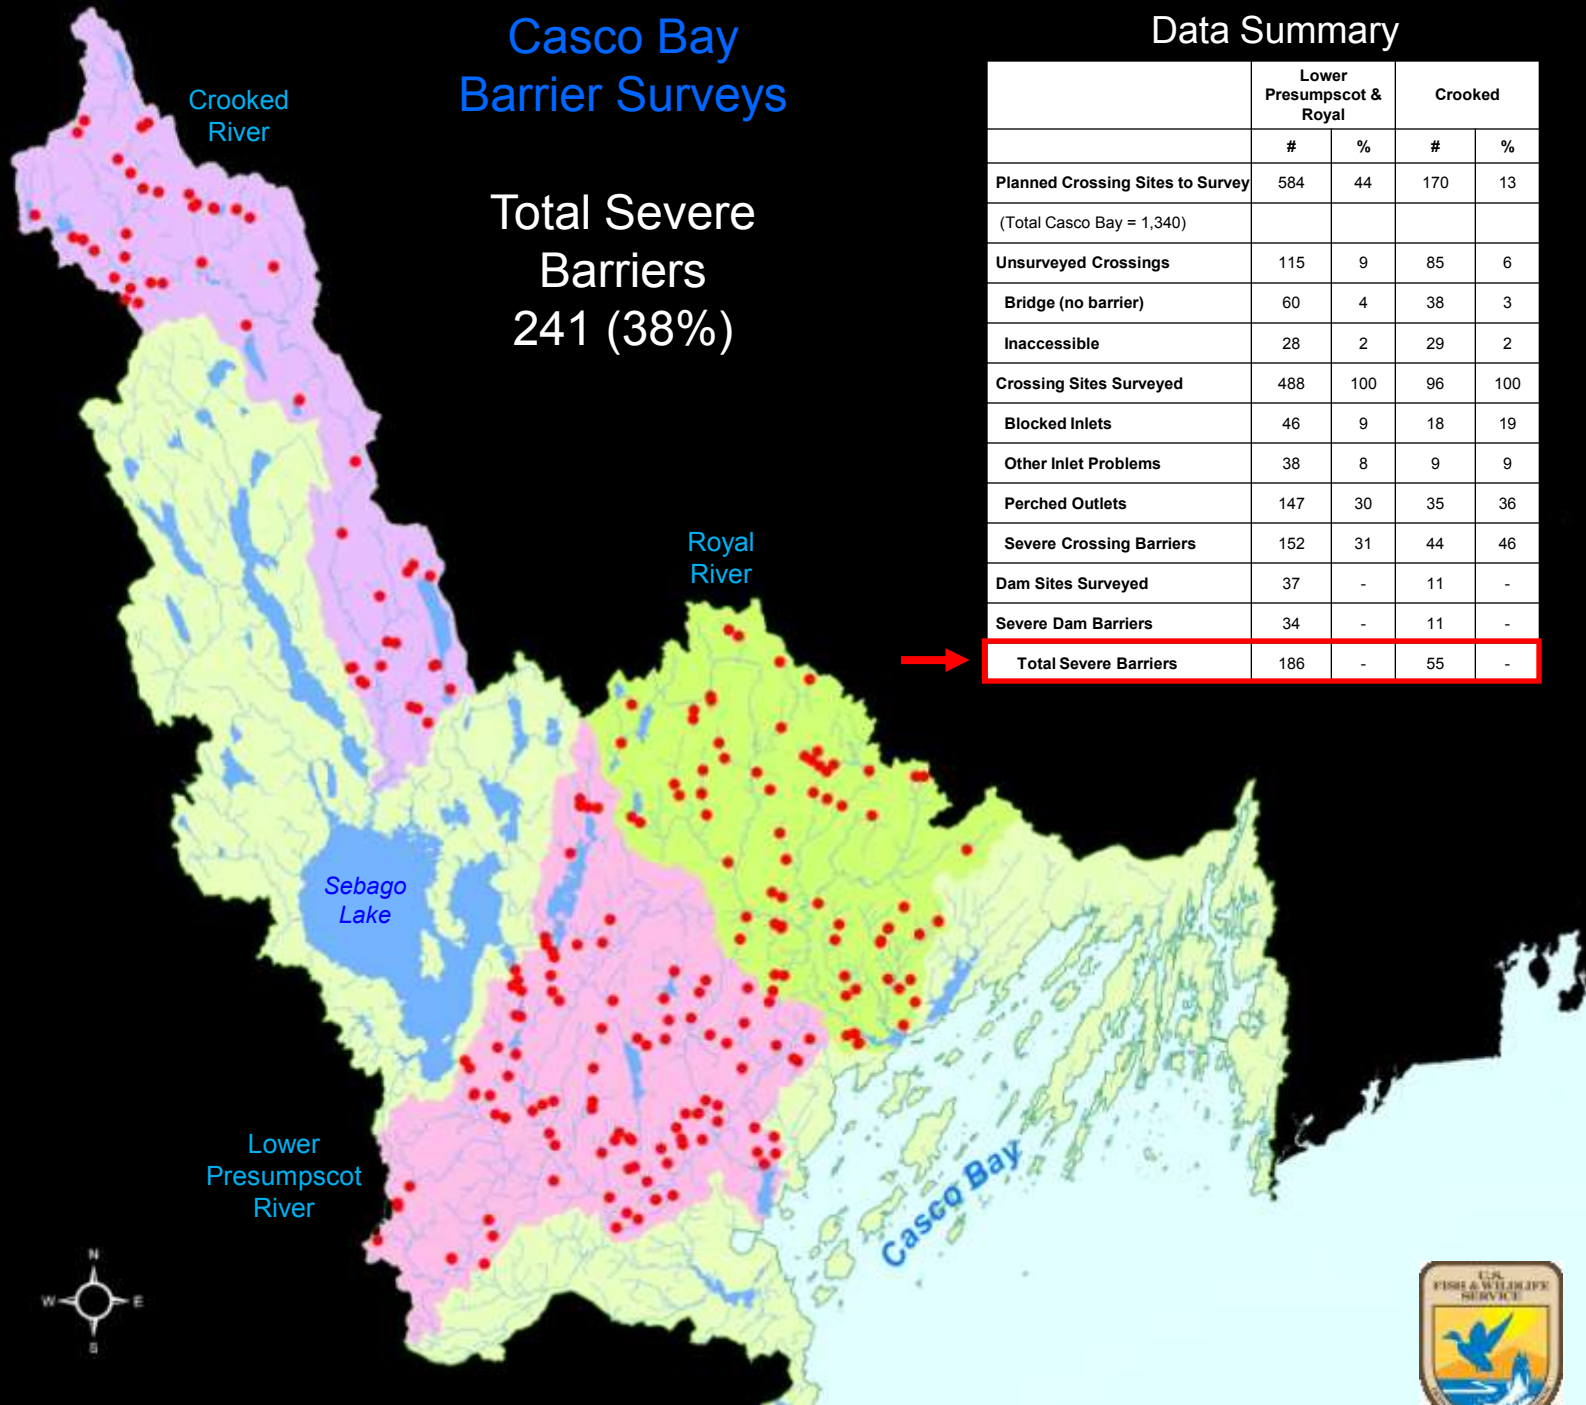 Casco Bay
Barrier Surveys
Total Severe
Barriers
241 (38%)
Crooked
River
Royal
River
Sebago
Lake
Lower
Presumpscot
River
Casco Bay
N
W E
S
Data Summary
Lower
Presumpscot &
Royal
Crooked
# % # %
Planned Crossing Sites to Survey 584 44 170 13
(Total Casco Bay = 1,340)
Unsurveyed Crossings 115 9 85 6
Bridge (no barrier) 60 4 38 3
Inaccessible 28 2 29 2
Crossing Sites Surveyed 488 100 96 100
Blocked Inlets 46 9 18 19
Other Inlet Problems 38 8 9 9
Perched Outlets 147 30 35 36
Severe Crossing Barriers 152 31 44 46
Dam Sites Surveyed 37 - 11 -
Severe Dam Barriers 34 - 11 -
Total Severe Barriers 186 - 55 -
U.S.
FISH & WILDLIFE
SERVICE